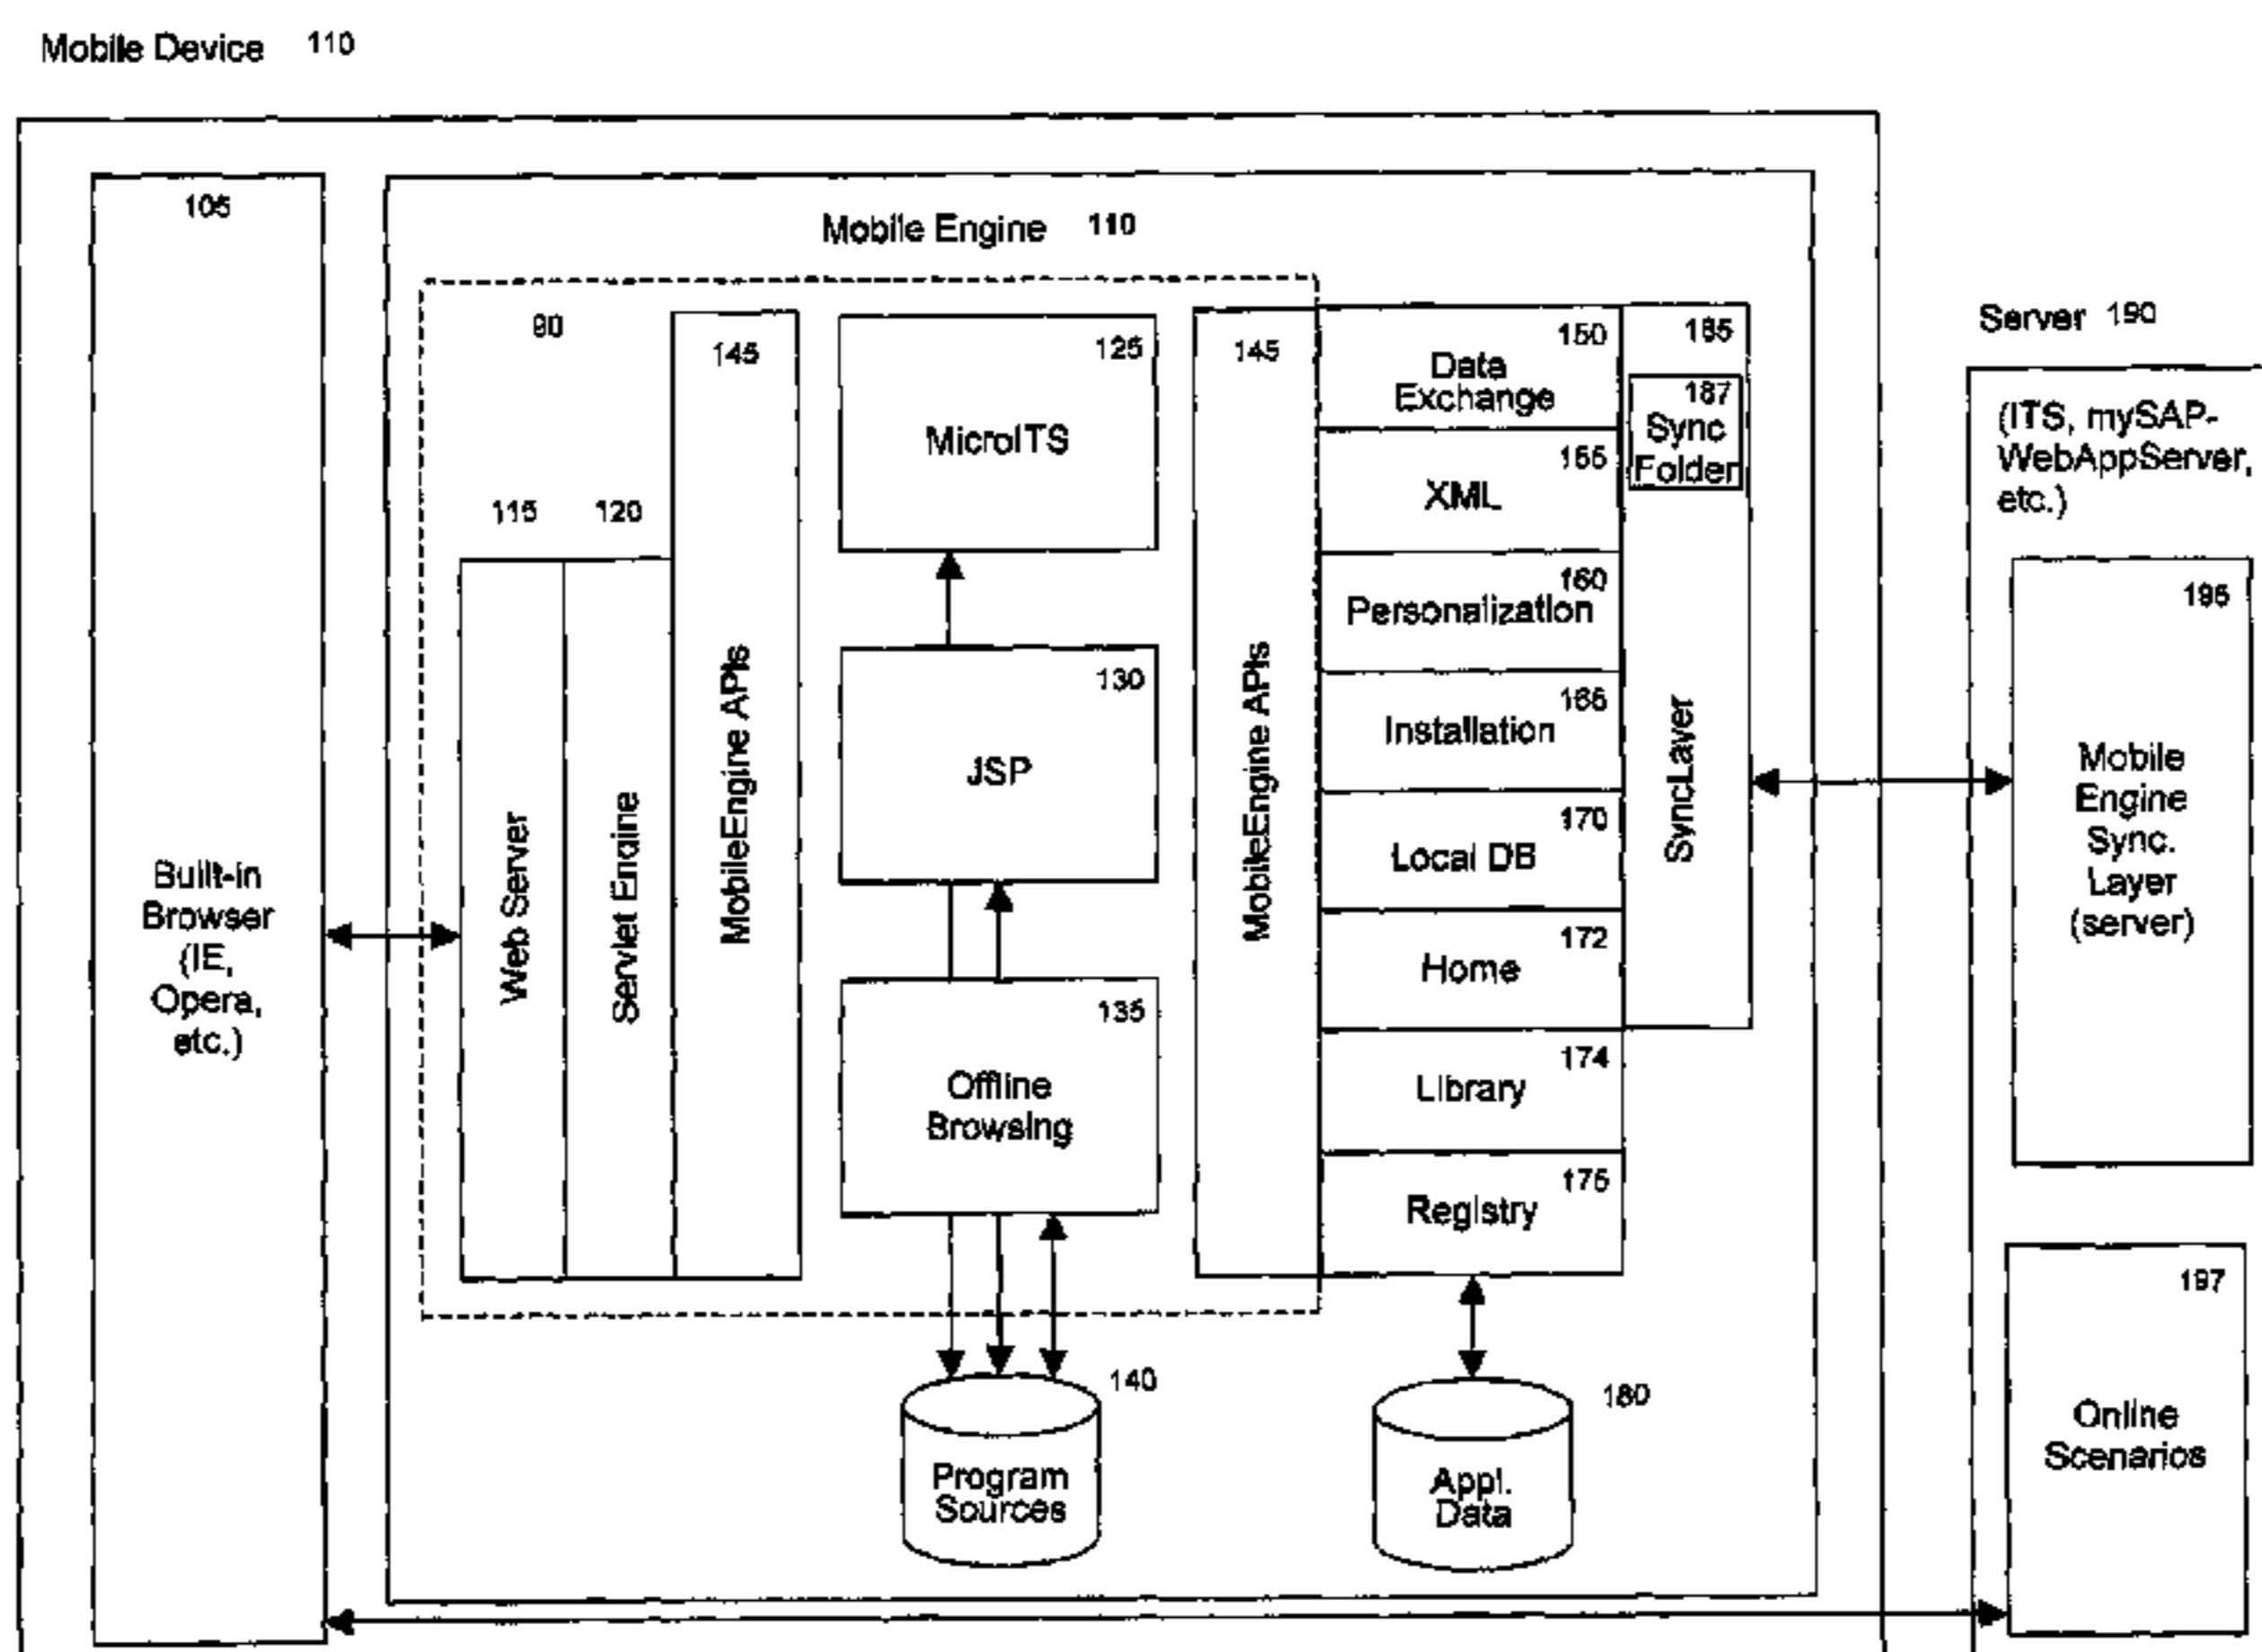 Mobile Device 110
105
Built-in
Browser
(IE,
Opera,
etc.)
Mobile Engine 110
90
115
Web Server
120
Servlet Engine
145
MobileEngine APIs
125
MicroITS
130
JSP
135
Offline
Browsing
140
Program
Sources
145
MobileEngine APIs
150
Data
Exchange
155
XML
160
Personalization
165
Installation
170
Local DB
172
Home
174
Library
175
Registry
180
Appl.
Data
185
187
Sync
Folder
SyncLayer
Server 190
(ITS, mySAP-
WebAppServer,
etc.)
195
Mobile
Engine
Sync.
Layer
(server)
197
Online
Scenarios